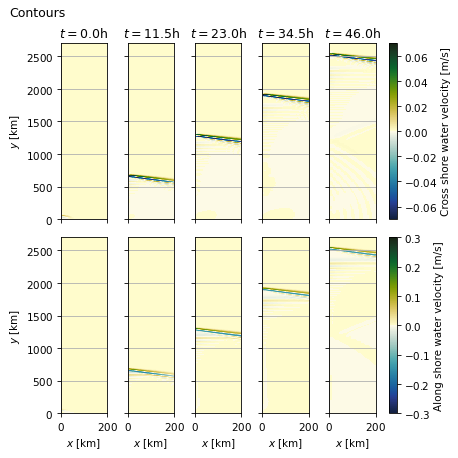 Contours
t = 0.0h
t = 11.5h
t = 23.0h
t = 34.5h
t = 46.0h
2500
2000
1500
1000
500
0
y [km]
0.06
0.04
0.02
0.00
−0.02
−0.04
−0.06
Cross shore water velocity [m/s]
2500
2000
1500
1000
500
0
y [km]
0.3
0.2
0.1
0.0
−0.1
−0.2
−0.3
Along shore water velocity [m/s]
0 200
0 200
0 200
0 200
0 200
x [km]
x [km]
x [km]
x [km]
x [km]